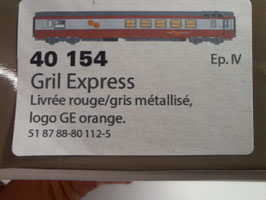 40 154
Ep. IV
Gril Express
Livrée rouge/gris métallisé,
logo GE orange.
51 87 88-80 112-5